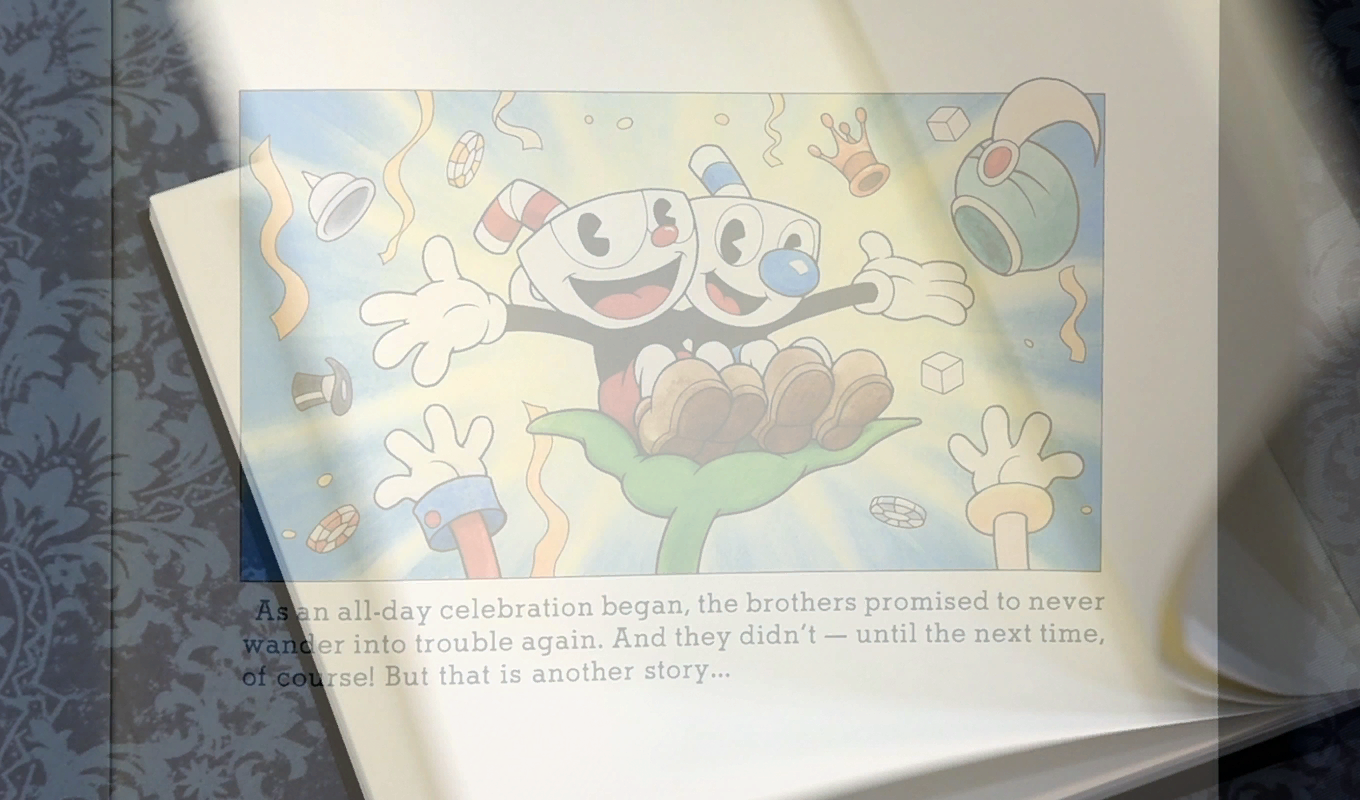 As an all-day celebration began, the brothers promised to never
wander into trouble again. And they didn't — until the next time,
of course! But that is another story...